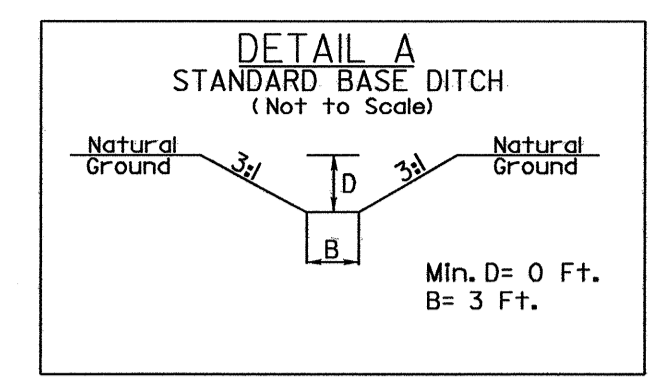 DETAIL A
STANDARD BASE DITCH
(Not to Scale)
Natural
Ground
3:1
D
3:1
Natural
Ground
B
Min. D= 0 Ft.
B= 3 Ft.